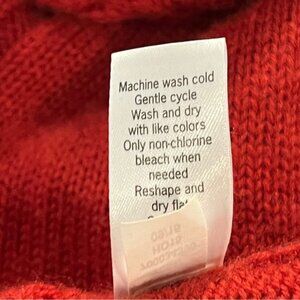 Machine wash cold
Gentle cycle
Wash and dry
with like colors
Only non-chlorine
bleach when
needed
Reshape and
dry flat